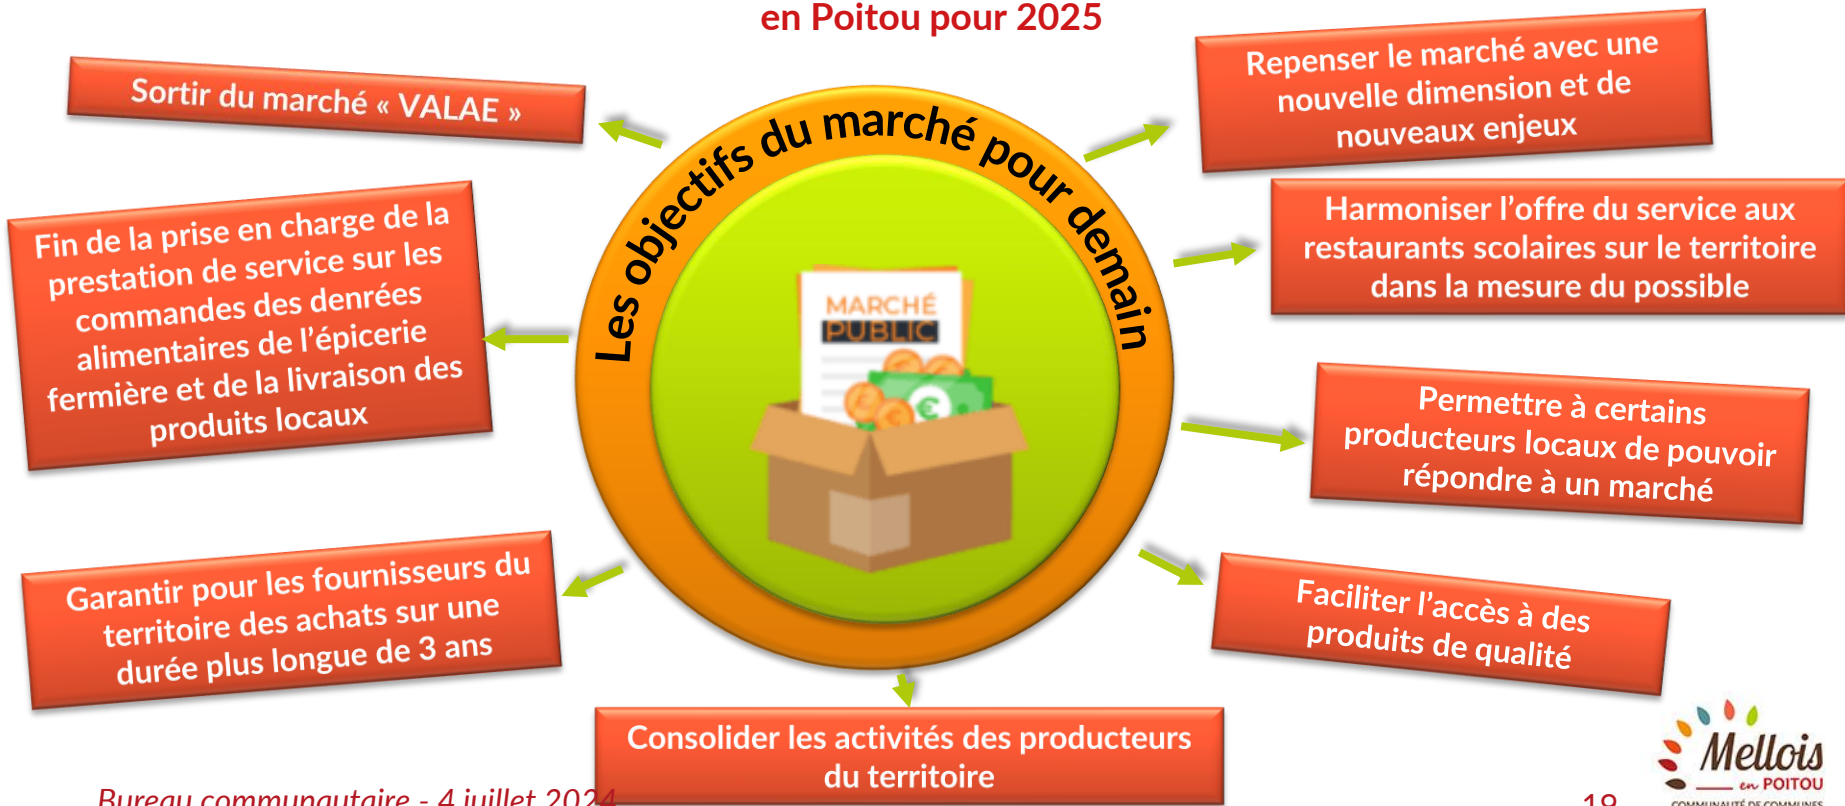 en Poitou pour 2025
Sortir du marché « VALAE »
Fin de la prise en charge de la
prestation de service sur les
commandes des denrées
alimentaires de l’épicerie
fermière et de la livraison des
produits locaux
Garantir pour les fournisseurs du
territoire des achats sur une
durée plus longue de 3 ans
Les objectifs du marché pour demain
MARCHÉ
PUBLIC
Repenser le marché avec une
nouvelle dimension et de
nouveaux enjeux
Harmoniser l’offre du service aux
restaurants scolaires sur le territoire
dans la mesure du possible
Permettre à certains
producteurs locaux de pouvoir
répondre à un marché
Faciliter l’accès à des
produits de qualité
Consolider les activités des producteurs
du territoire
Bureau communautaire - 4 juillet 2024
19
Mellois
en POITOU
COMMUNAUTÉ DE COMMUNES